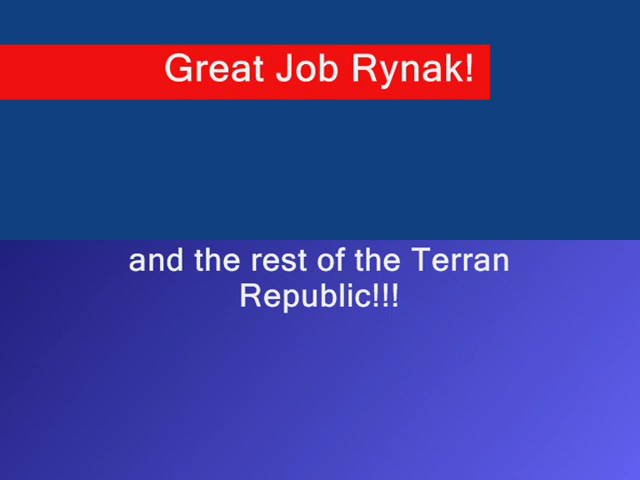 Great Job Rynak!
and the rest of the Terran
Republic!!!